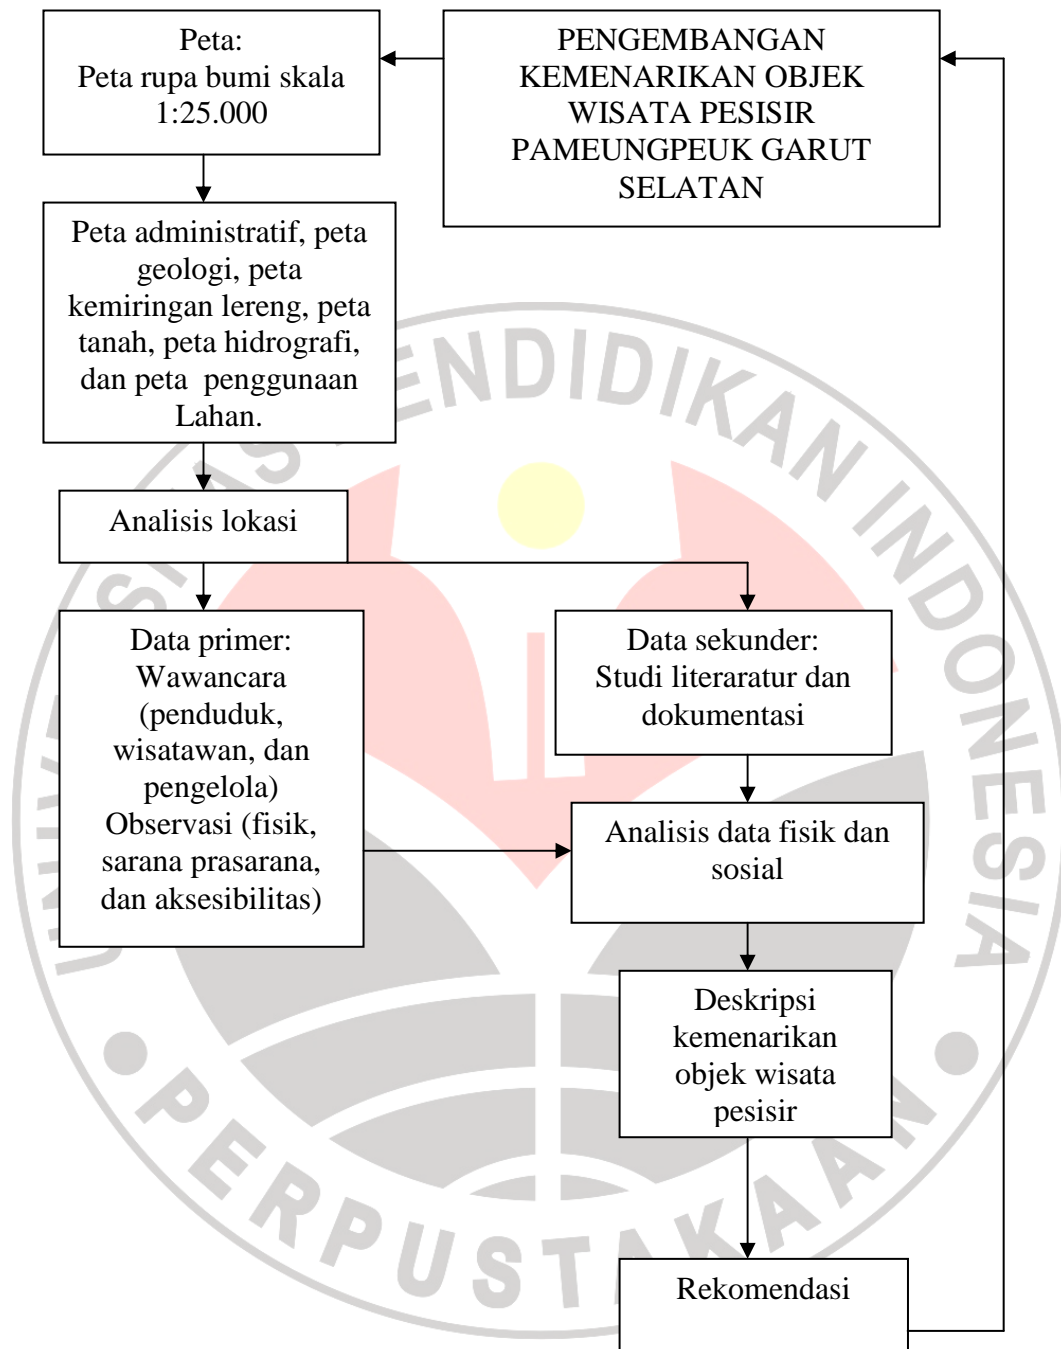 Peta:
Peta rupa bumi skala
1:25.000
PENGEMBANGAN
KEMENARIKAN OBJEK
WISATA PESISIR
PAMEUNGPEUK GARUT
SELATAN
Peta administratif, peta
geologi, peta
kemiringan lereng, peta
tanah, peta hidrografi,
dan peta penggunaan
Lahan.
Analisis lokasi
Data primer:
Wawancara
(penduduk,
wisatawan, dan
pengelola)
Observasi (fisik,
sarana prasarana,
dan aksesibilitas)
Data sekunder:
Studi literaratur dan
dokumentasi
Analisis data fisik dan
sosial
Deskripsi
kemenarikan
objek wisata
pesisir
Rekomendasi
UNIVERSITAS PENDIDIKAN INDONESIA
PERPUSTAKAAN